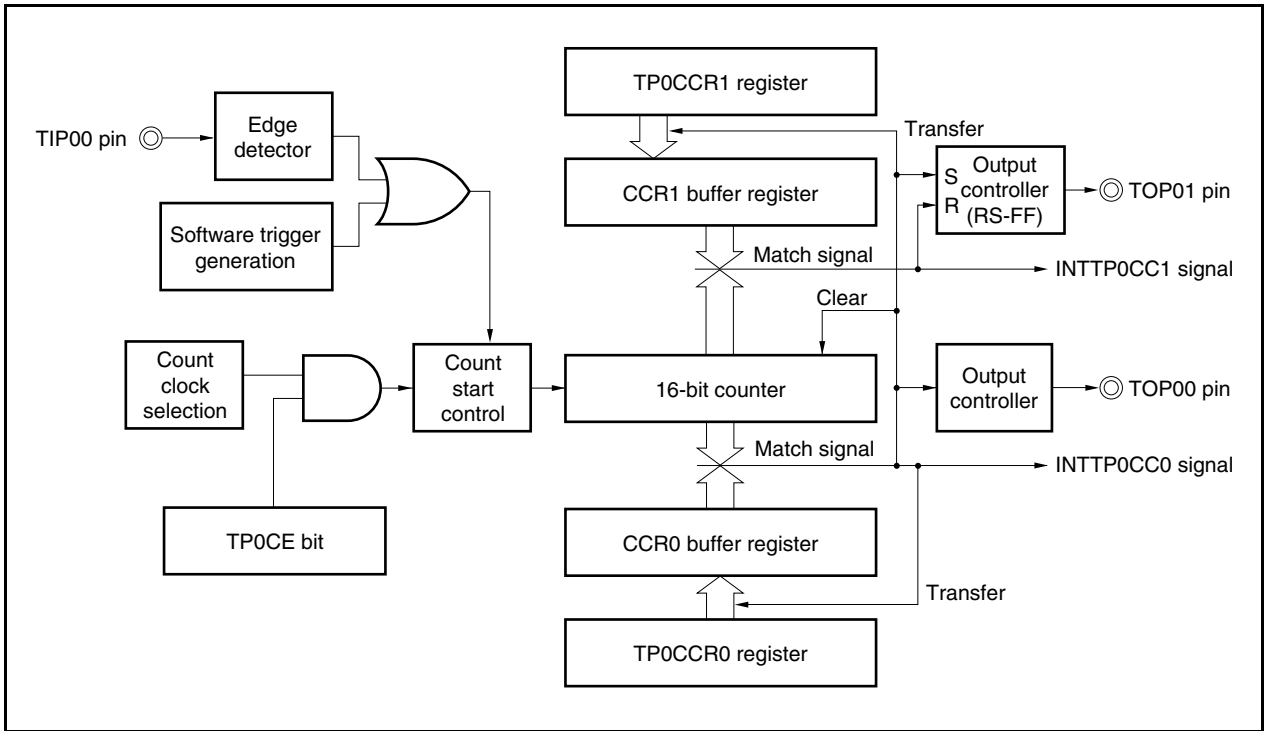 TP0CCR1 register
TIP00 pin
Edge
detector
Transfer
CCR1 buffer register
S
R
Output
controller
(RS-FF)
TOP01 pin
Software trigger
generation
Match signal
INTTP0CC1 signal
Clear
Count
clock
selection
Count
start
control
16-bit counter
Output
controller
TOP00 pin
Match signal
INTTP0CC0 signal
TP0CE bit
CCR0 buffer register
Transfer
TP0CCR0 register